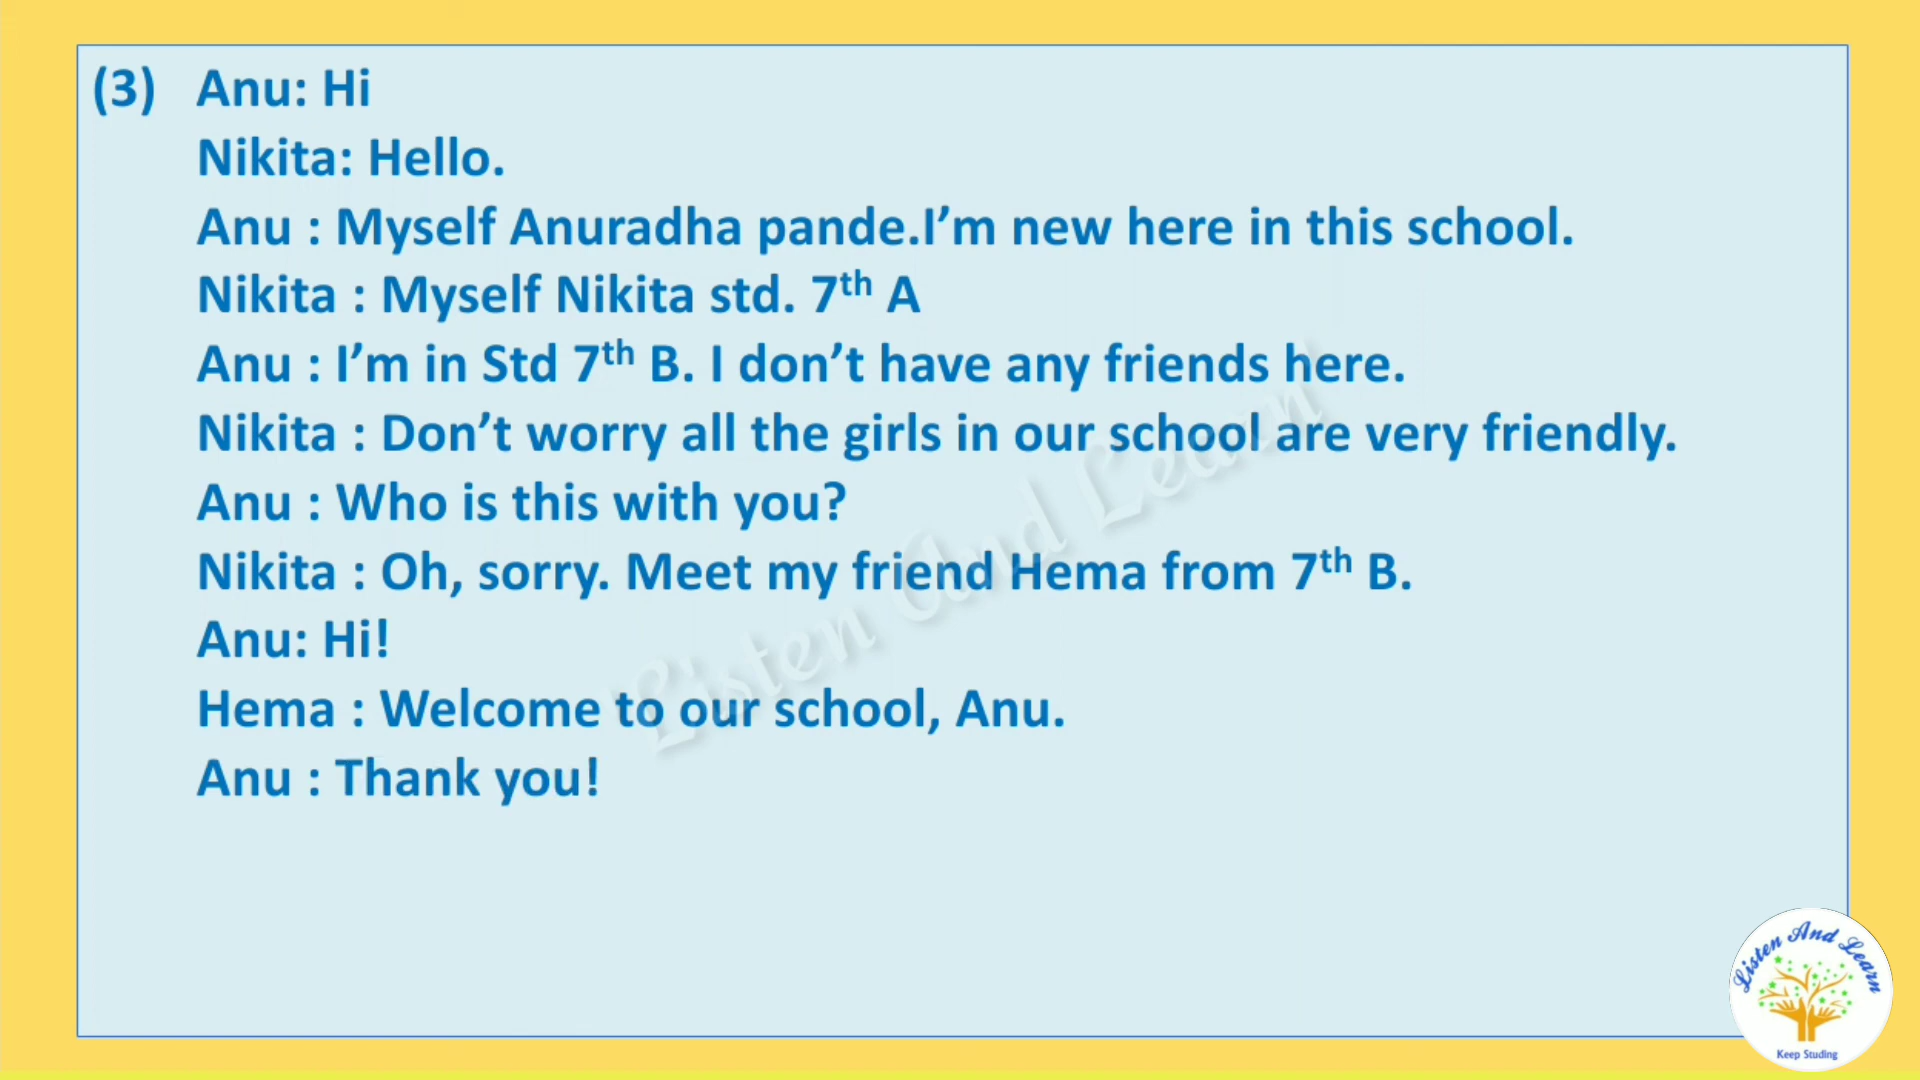 (3) Anu: Hi
Nikita: Hello.
Anu : Myself Anuradha pande.I’m new here in this school.
Nikita : Myself Nikita std. 7th A
Anu : I’m in Std 7th B. I don’t have any friends here.
Nikita : Don’t worry all the girls in our school are very friendly.
Anu : Who is this with you?
Nikita : Oh, sorry. Meet my friend Hema from 7th B.
Anu: Hi!
Hema : Welcome to our school, Anu.
Anu : Thank you!
Listen And Learn
Listen And Learn
Keep Studing